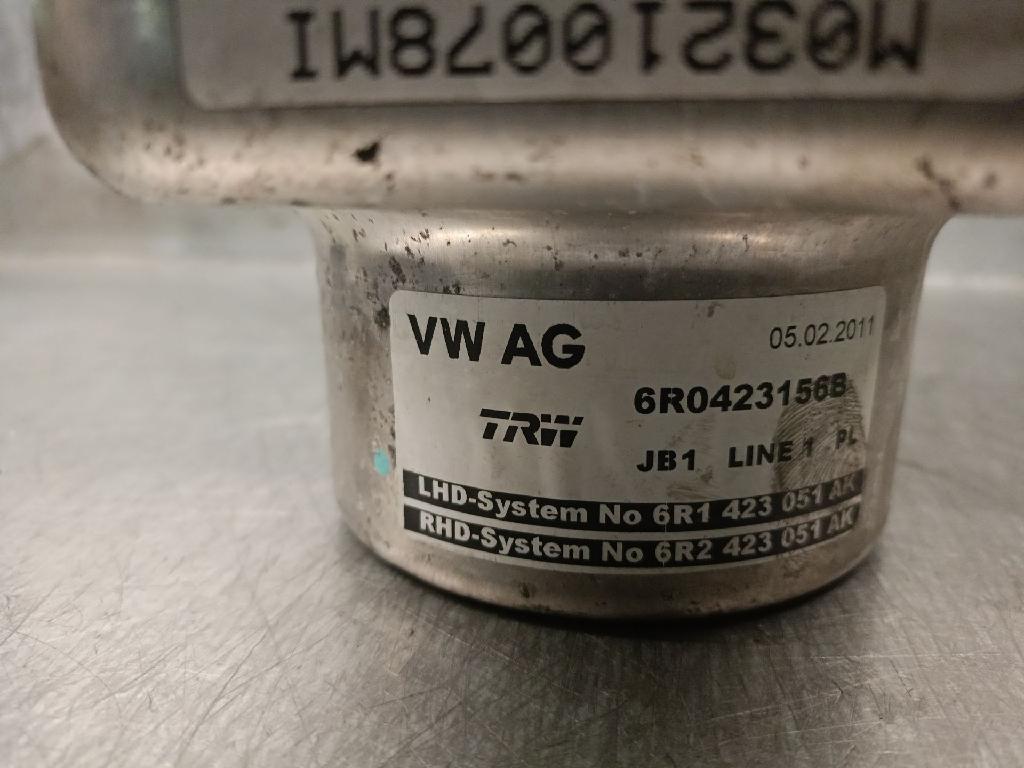 M03210078MI
VW AG
05.02.2011
6R0423156B
TRW
JB1 LINE 1 PL
LHD-System No 6R1 423 051 AK
RHD-System No 6R2 423 051 AK